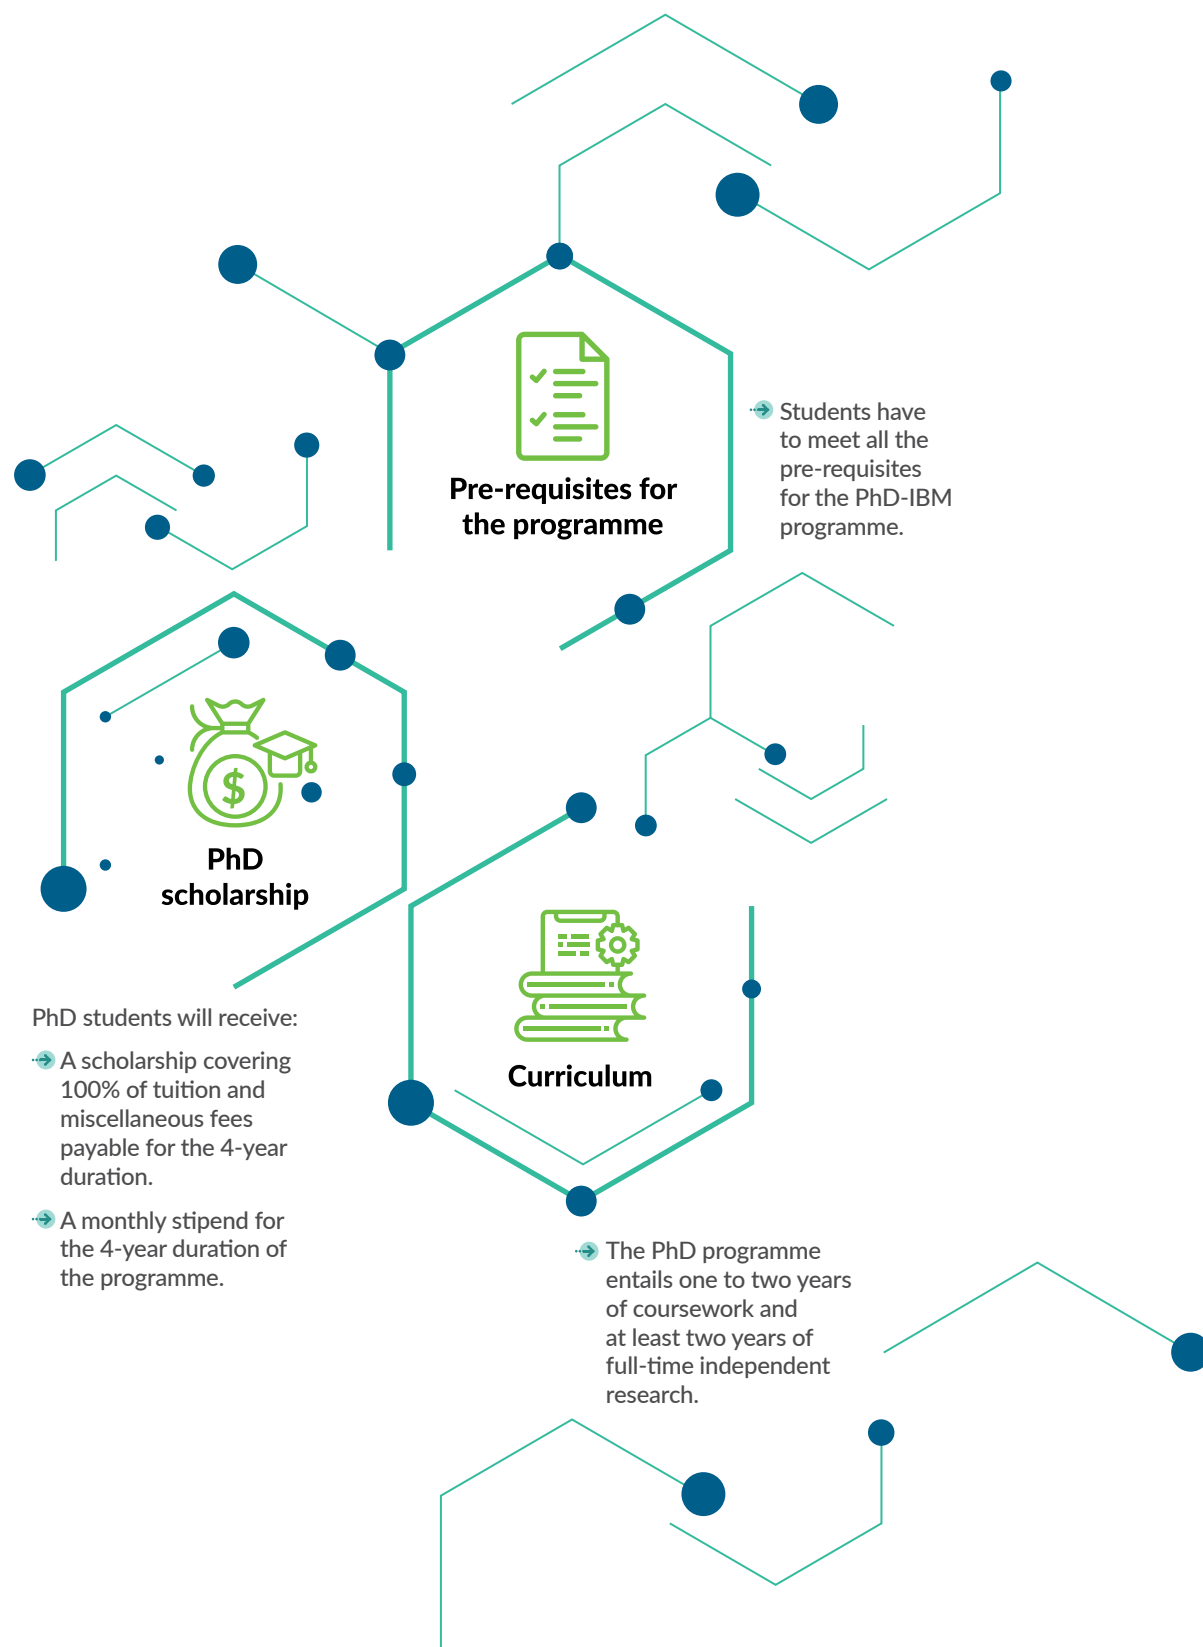 Pre-requisites for
the programme
Students have
to meet all the
pre-requisites
for the PhD-IBM
programme.
$
PhD
scholarship
PhD students will receive:
A scholarship covering
100% of tuition and
miscellaneous fees
payable for the 4-year
duration.
A monthly stipend for
the 4-year duration of
the programme.
Curriculum
The PhD programme
entails one to two years
of coursework and
at least two years of
full-time independent
research.